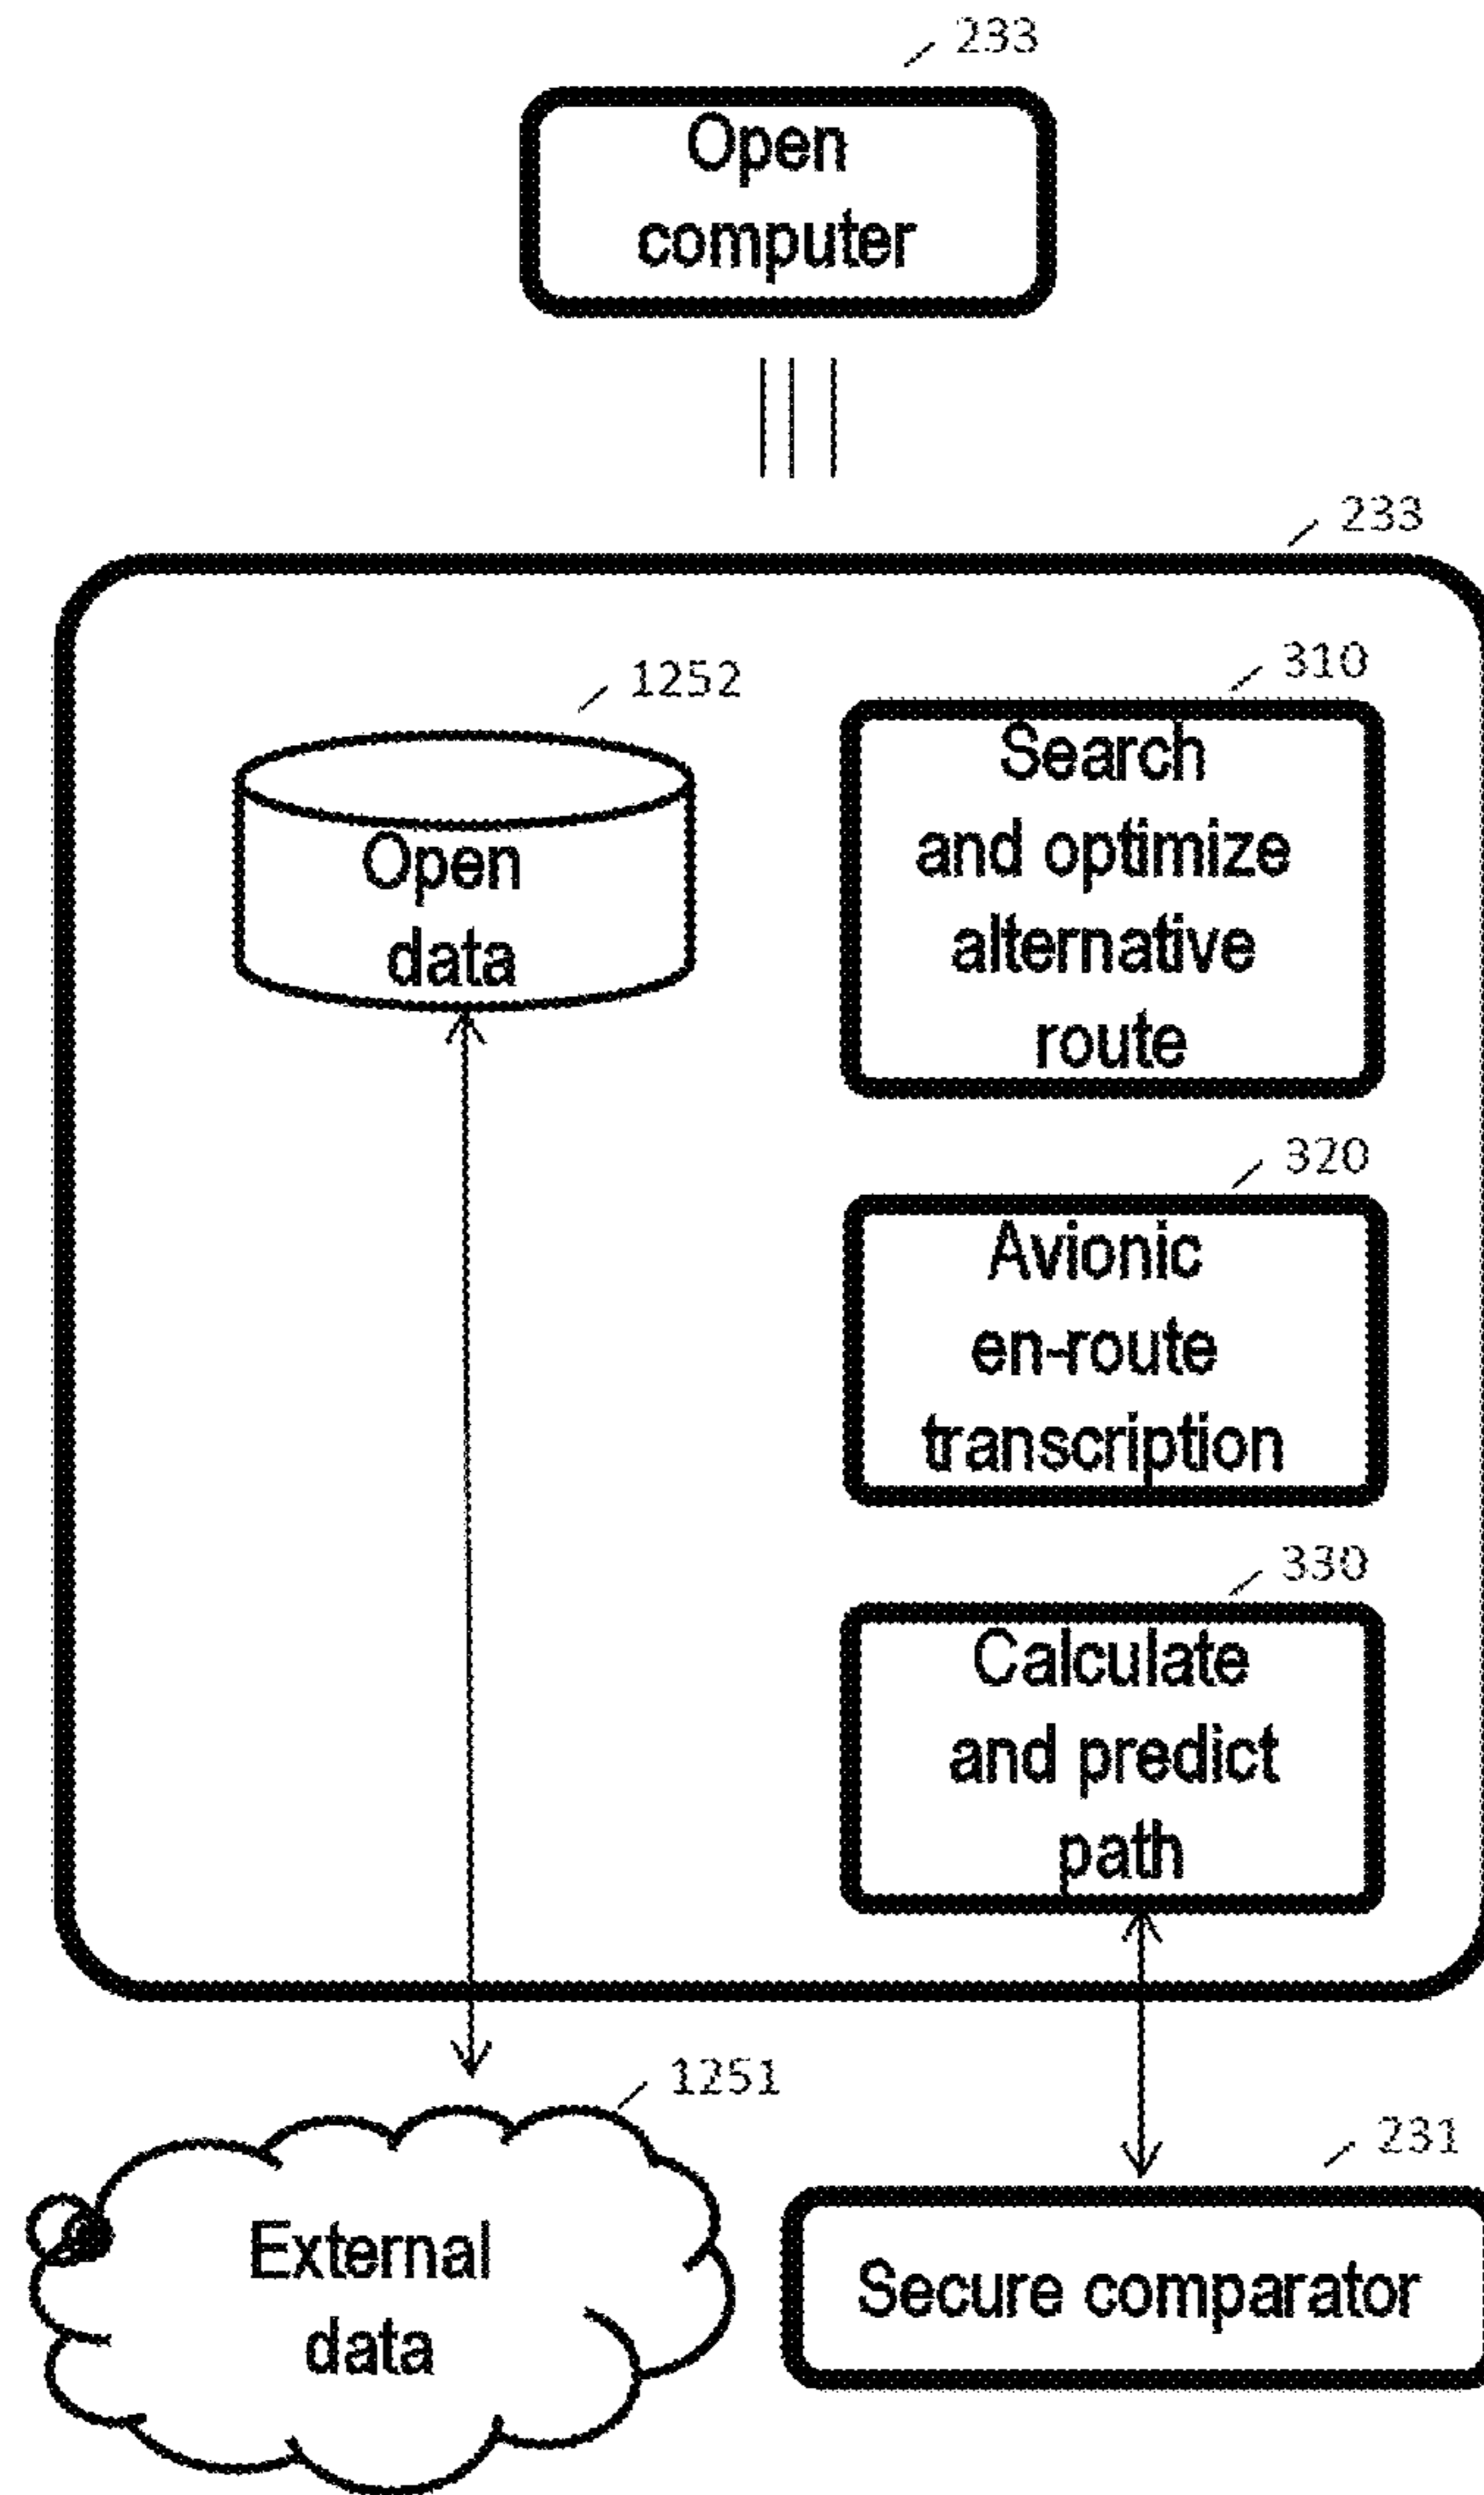 233
Open
computer
233
1252
Open
data
310
Search
and optimize
alternative
route
320
Avionic
en-route
transcription
330
Calculate
and predict
path
1251
External
data
231
Secure comparator